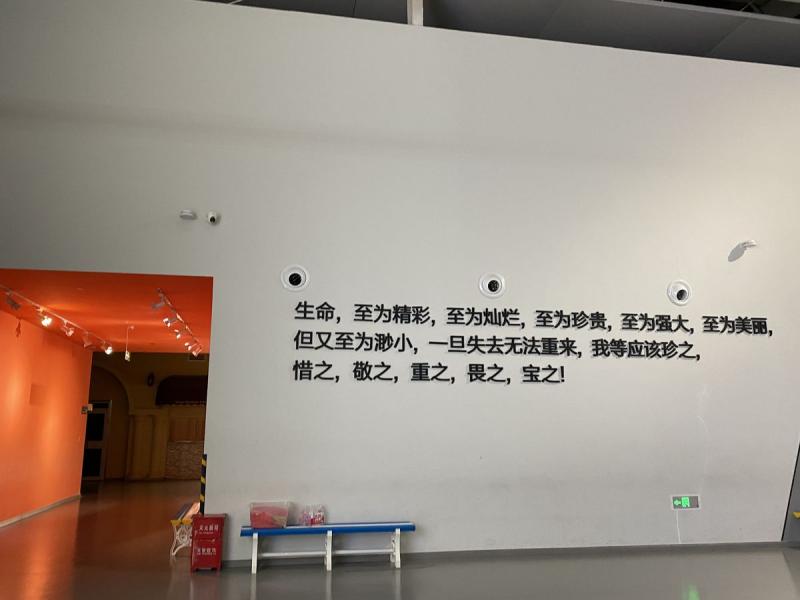 生命，至为精彩，至为灿烂，至为珍贵，至为强大，至为美丽，
但又至为渺小，一旦失去无法重来，我等应该珍之，
惜之，敬之，重之，畏之，宝之！